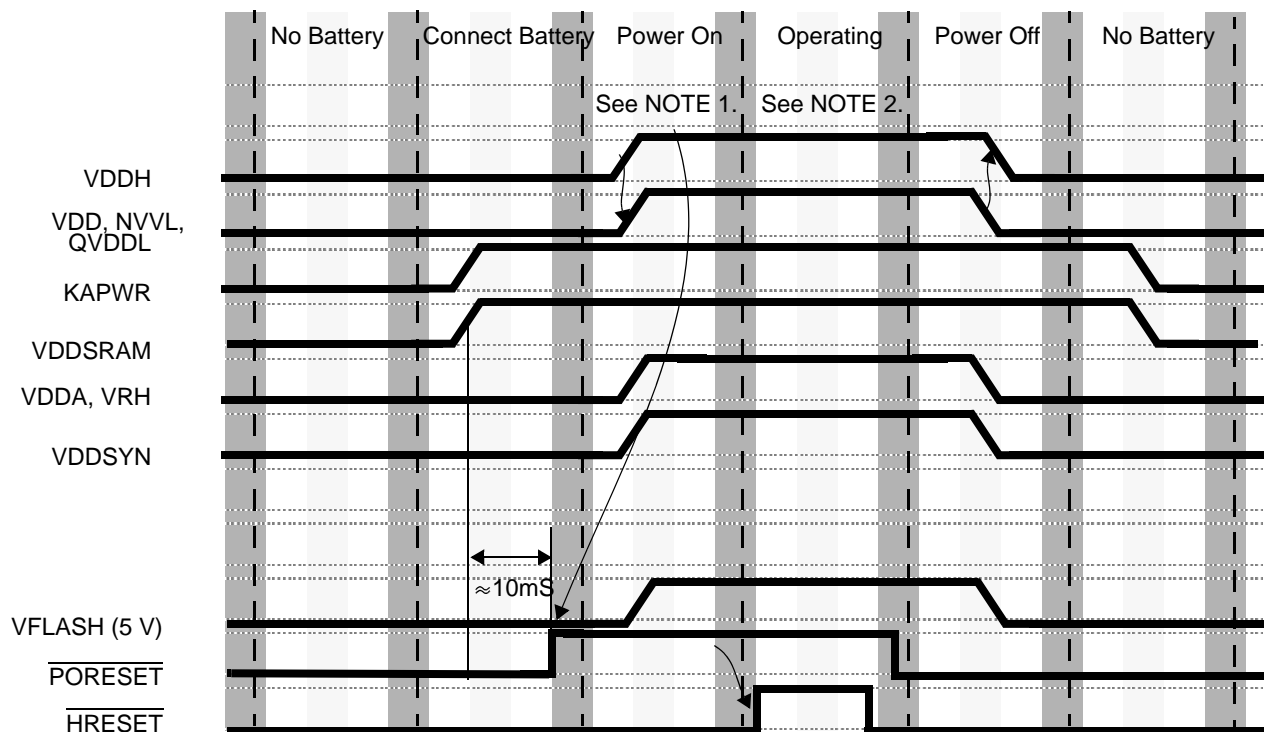 No Battery Connect Battery Power On Operating Power Off No Battery
See NOTE 1. See NOTE 2.
VDDH
VDD, NVVL,
QVDDL
KAPWR
VDDSRAM
VDDA, VRH
VDDSYN
≈10mS
VFLASH (5 V)
PORESET
HRESET